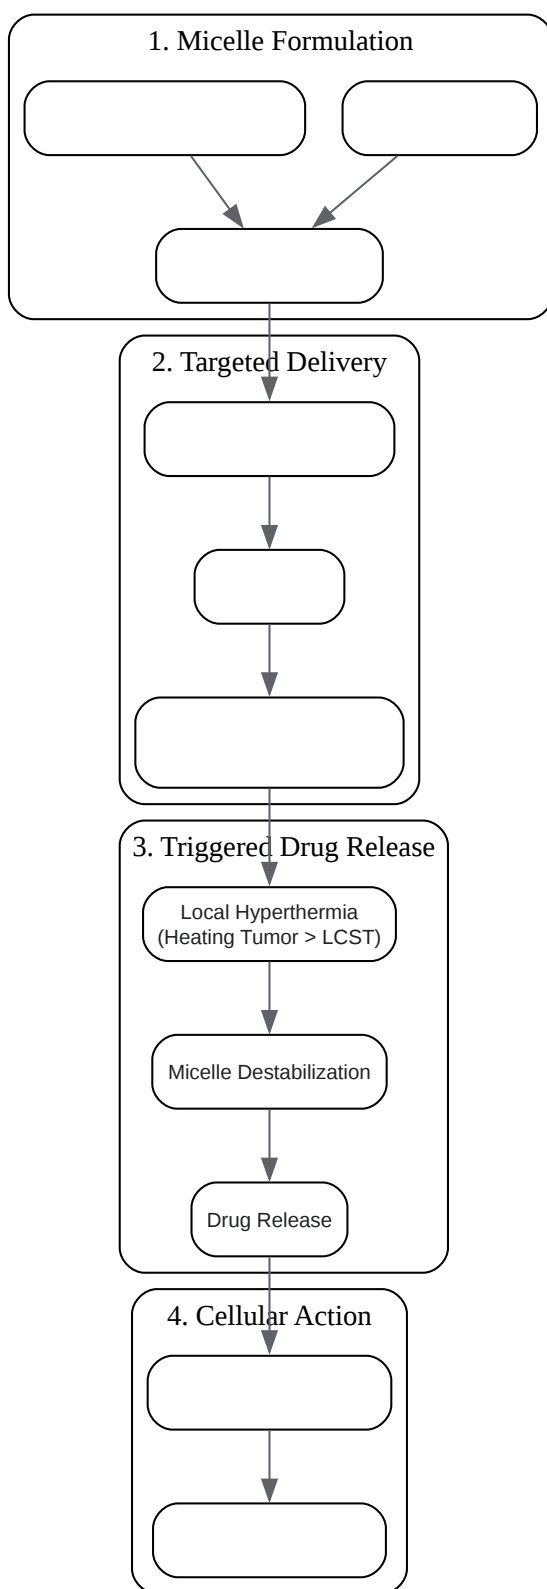 1. Micelle Formulation
2. Targeted Delivery
3. Triggered Drug Release
Local Hyperthermia
(Heating Tumor > LCST)
Micelle Destabilization
Drug Release
4. Cellular Action